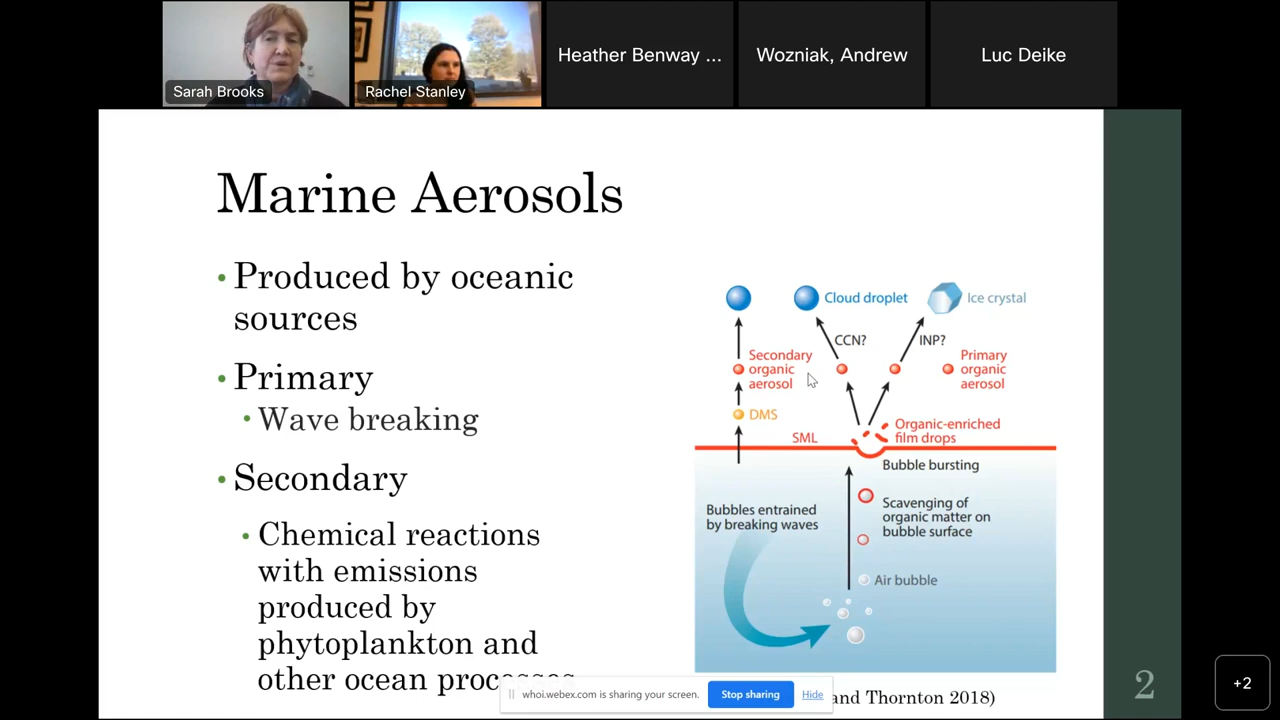 Sarah Brooks
Rachel Stanley
Heather Benway ...
Wozniak, Andrew
Luc Deike
Marine Aerosols
• Produced by oceanic
sources
• Primary
• Wave breaking
• Secondary
• Chemical reactions
with emissions
produced by
phytoplankton and
other ocean
Cloud droplet
Ice crystal
CCN?
INP?
Secondary
organic
aerosol
Primary
organic
aerosol
DMS
SML
Organic-enriched
film drops
Bubble bursting
Bubbles entrained
by breaking waves
Scavenging of
organic matter on
bubble surface
Air bubble
and Thornton 2018)
whoi.webex.com is sharing your screen.
Stop sharing
Hide
2
+2